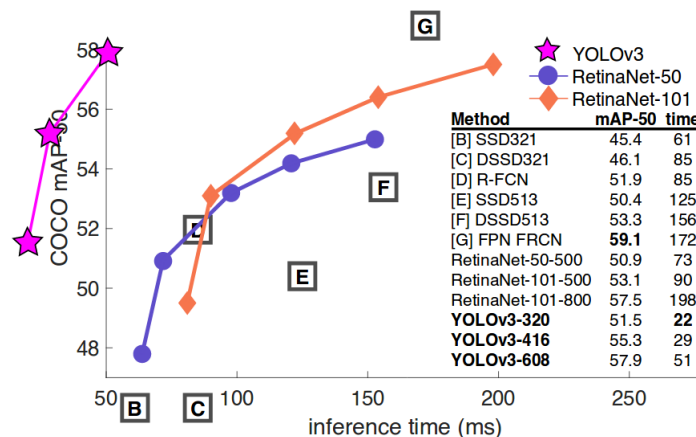 G
58
56
54
52
50
48
COCO mAP-50
D
E
F
50
100
150
200
250
B
C
inference time (ms)
YOLOv3
RetinaNet-50
RetinaNet-101
Method mAP-50 time
[B] SSD321 45.4 61
[C] DSSD321 46.1 85
[D] R-FCN 51.9 85
[E] SSD513 50.4 125
[F] DSSD513 53.3 156
[G] FPN FRCN 59.1 172
RetinaNet-50-500 50.9 73
RetinaNet-101-500 53.1 90
RetinaNet-101-800 57.5 198
YOLOv3-320 51.5 22
YOLOv3-416 55.3 29
YOLOv3-608 57.9 51